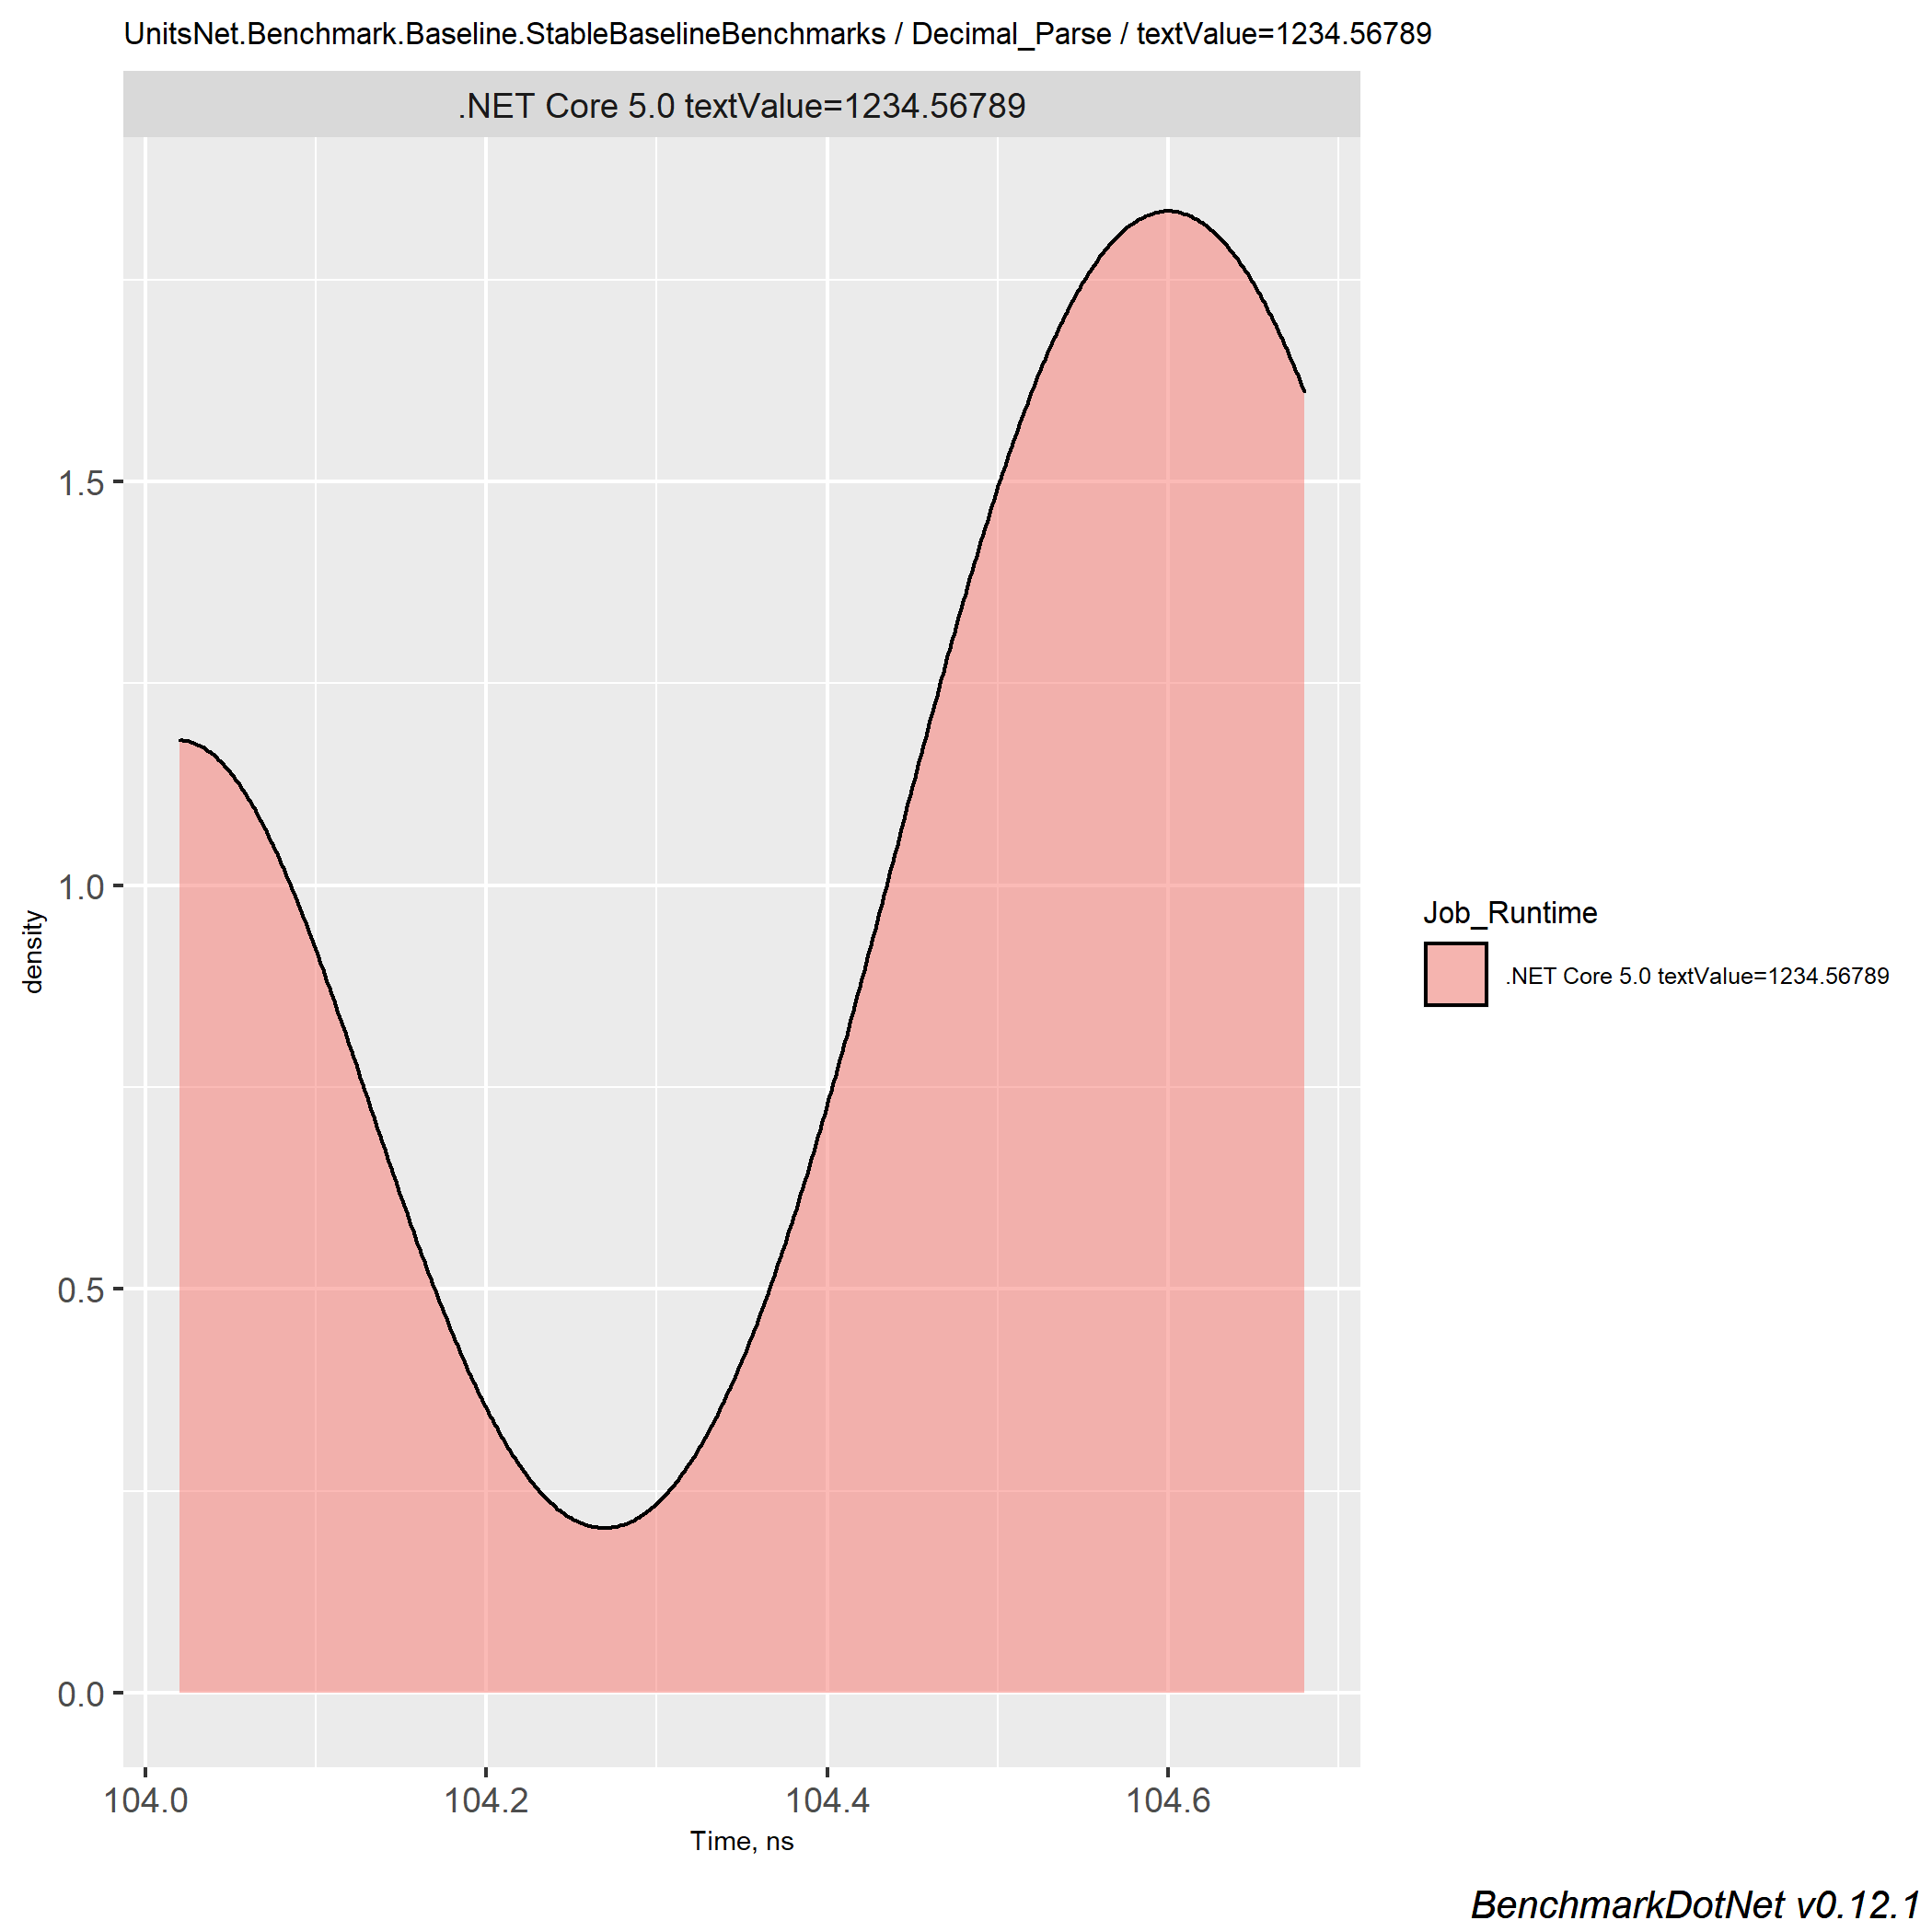 UnitsNet.Benchmark.Baseline.StableBaselineBenchmarks / Decimal_Parse / textValue=1234.56789
.NET Core 5.0 textValue=1234.56789
1.5
1.0
0.5
0.0
density
104.0 104.2 104.4 104.6
Time, ns
Job_Runtime
.NET Core 5.0 textValue=1234.56789
BenchmarkDotNet v0.12.1